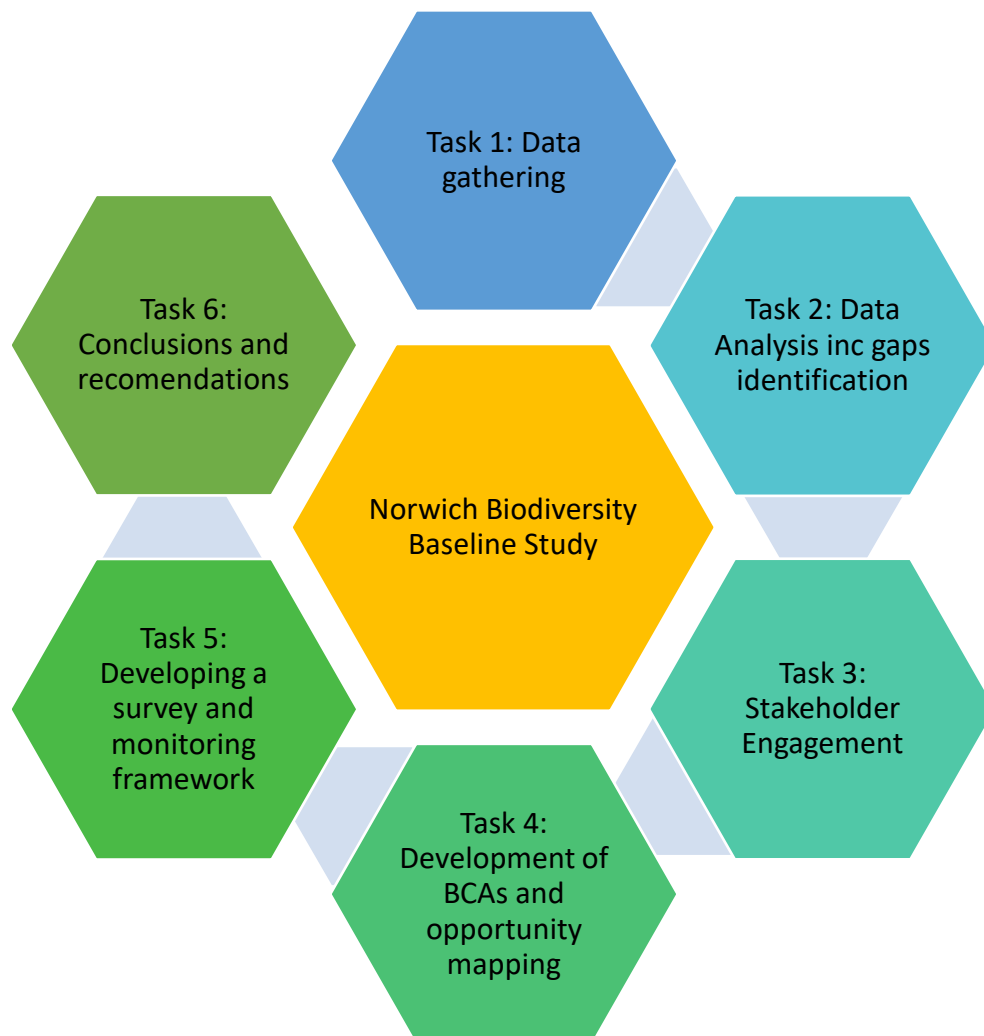 Task 1: Data
gathering
Task 2: Data
Analysis inc gaps
identification
Task 3:
Stakeholder
Engagement
Task 4:
Development of
BCAs and
opportunity
mapping
Task 5:
Developing a
survey and
monitoring
framework
Task 6:
Conclusions and
recomendations
Norwich Biodiversity
Baseline Study